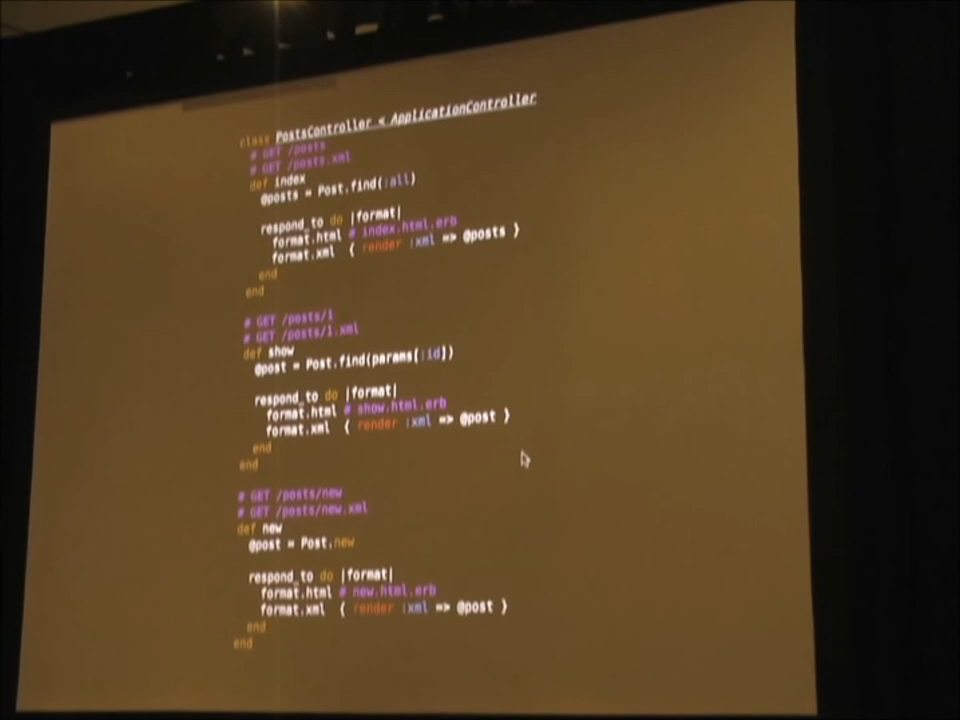 class PostsController < ApplicationController
# GET /posts
# GET /posts.xml
def index
@posts = Post.find(:all)
respond_to do |format|
format.html # index.html.erb
format.xml { render :xml => @posts }
end
end
# GET /posts/1
# GET /posts/1.xml
def show
@post = Post.find(params[:id])
respond_to do |format|
format.html # show.html.erb
format.xml { render :xml => @post }
end
end
# GET /posts/new
# GET /posts/new.xml
def new
@post = Post.new
respond_to do |format|
format.html # new.html.erb
format.xml { render :xml => @post }
end
end